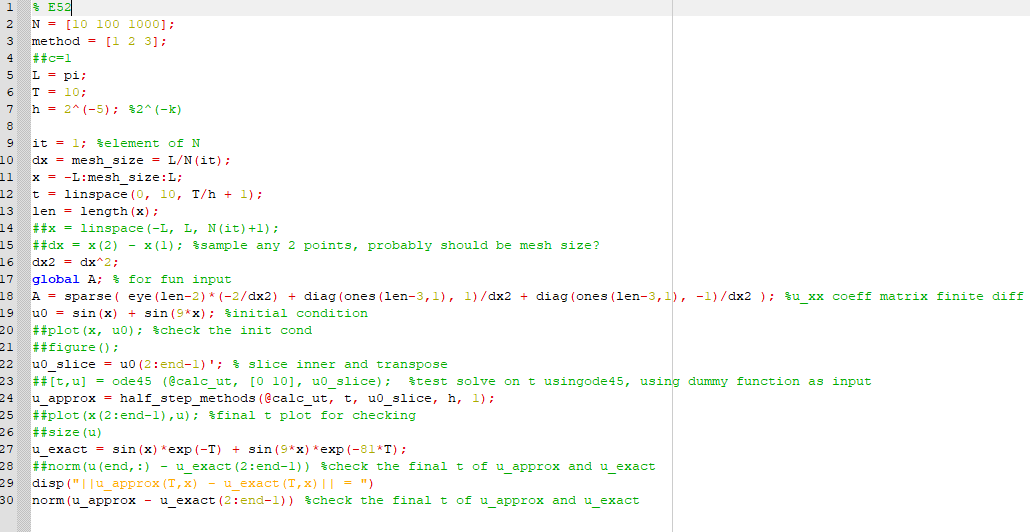 1 % E52
2 N = [10 100 1000];
3 method = [1 2 3];
4 ##c=1
5 L = pi;
6 T = 10;
7 h = 2^(-5); %2^(-k)
8
9 it = 1; %element of N
10 dx = mesh_size = L/N(it);
11 x = -L:mesh_size:L;
12 t = linspace(0, 10, T/h + 1);
13 len = length(x);
14 ##x = linspace(-L, L, N(it)+1);
15 ##dx = x(2) - x(1); %sample any 2 points, probably should be mesh size?
16 dx2 = dx^2;
17 global A; % for fun input
18 A = sparse( eye(len-2)*(-2/dx2) + diag(ones(len-3,1), 1)/dx2 + diag(ones(len-3,1), -1)/dx2 ); %u_xx coeff matrix finite diff
19 u0 = sin(x) + sin(9*x); %initial condition
20 ##plot(x, u0); %check the init cond
21 ##figure();
22 u0_slice = u0(2:end-1)'; % slice inner and transpose
23 ##[t,u] = ode45 (@calc_ut, [0 10], u0_slice);  %test solve on t usingode45, using dummy function as input
24 u_approx = half_step_methods(@calc_ut, t, u0_slice, h, 1);
25 ##plot(x(2:end-1),u); %final t plot for checking
26 ##size(u)
27 u_exact = sin(x)*exp(-T) + sin(9*x)*exp(-81*T);
28 ##norm(u(end,:) - u_exact(2:end-1)) %check the final t of u_approx and u_exact
29 disp("||u_approx(T,x) - u_exact(T,x)|| = ")
30 norm(u_approx - u_exact(2:end-1)) %check the final t of u_approx and u_exact